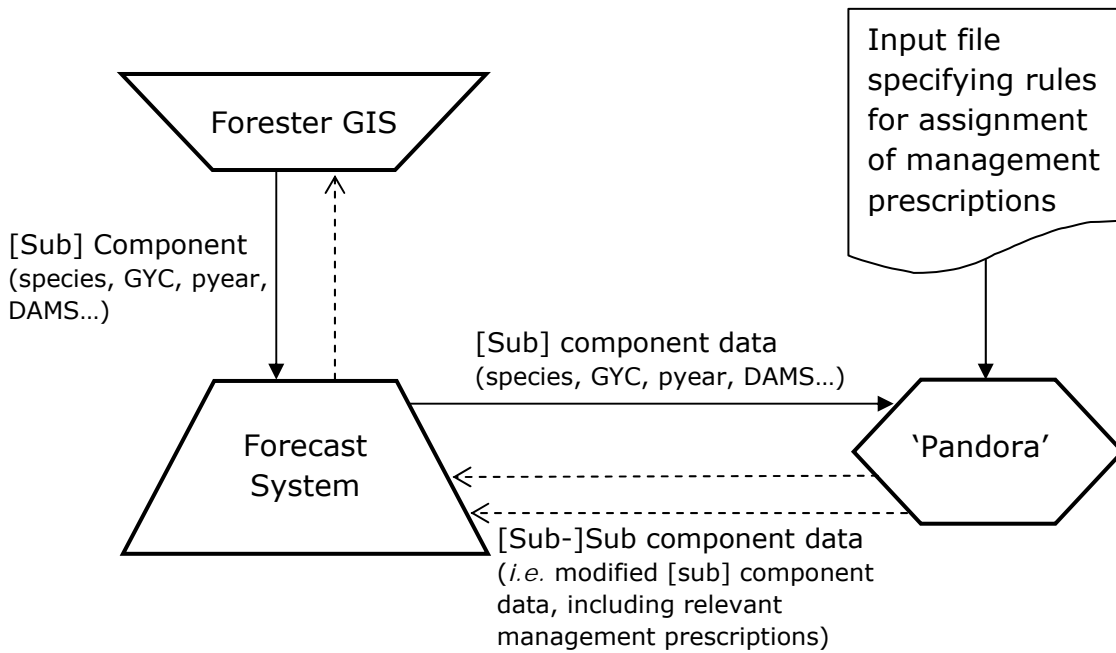 Input file
specifying rules
for assignment
of management
prescriptions
Forester GIS
[Sub] Component
(species, GYC, pyear,
DAMS…)
[Sub] component data
(species, GYC, pyear, DAMS…)
Forecast
System
‘Pandora’
[Sub-]Sub component data
(i.e. modified [sub] component
data, including relevant
management prescriptions)